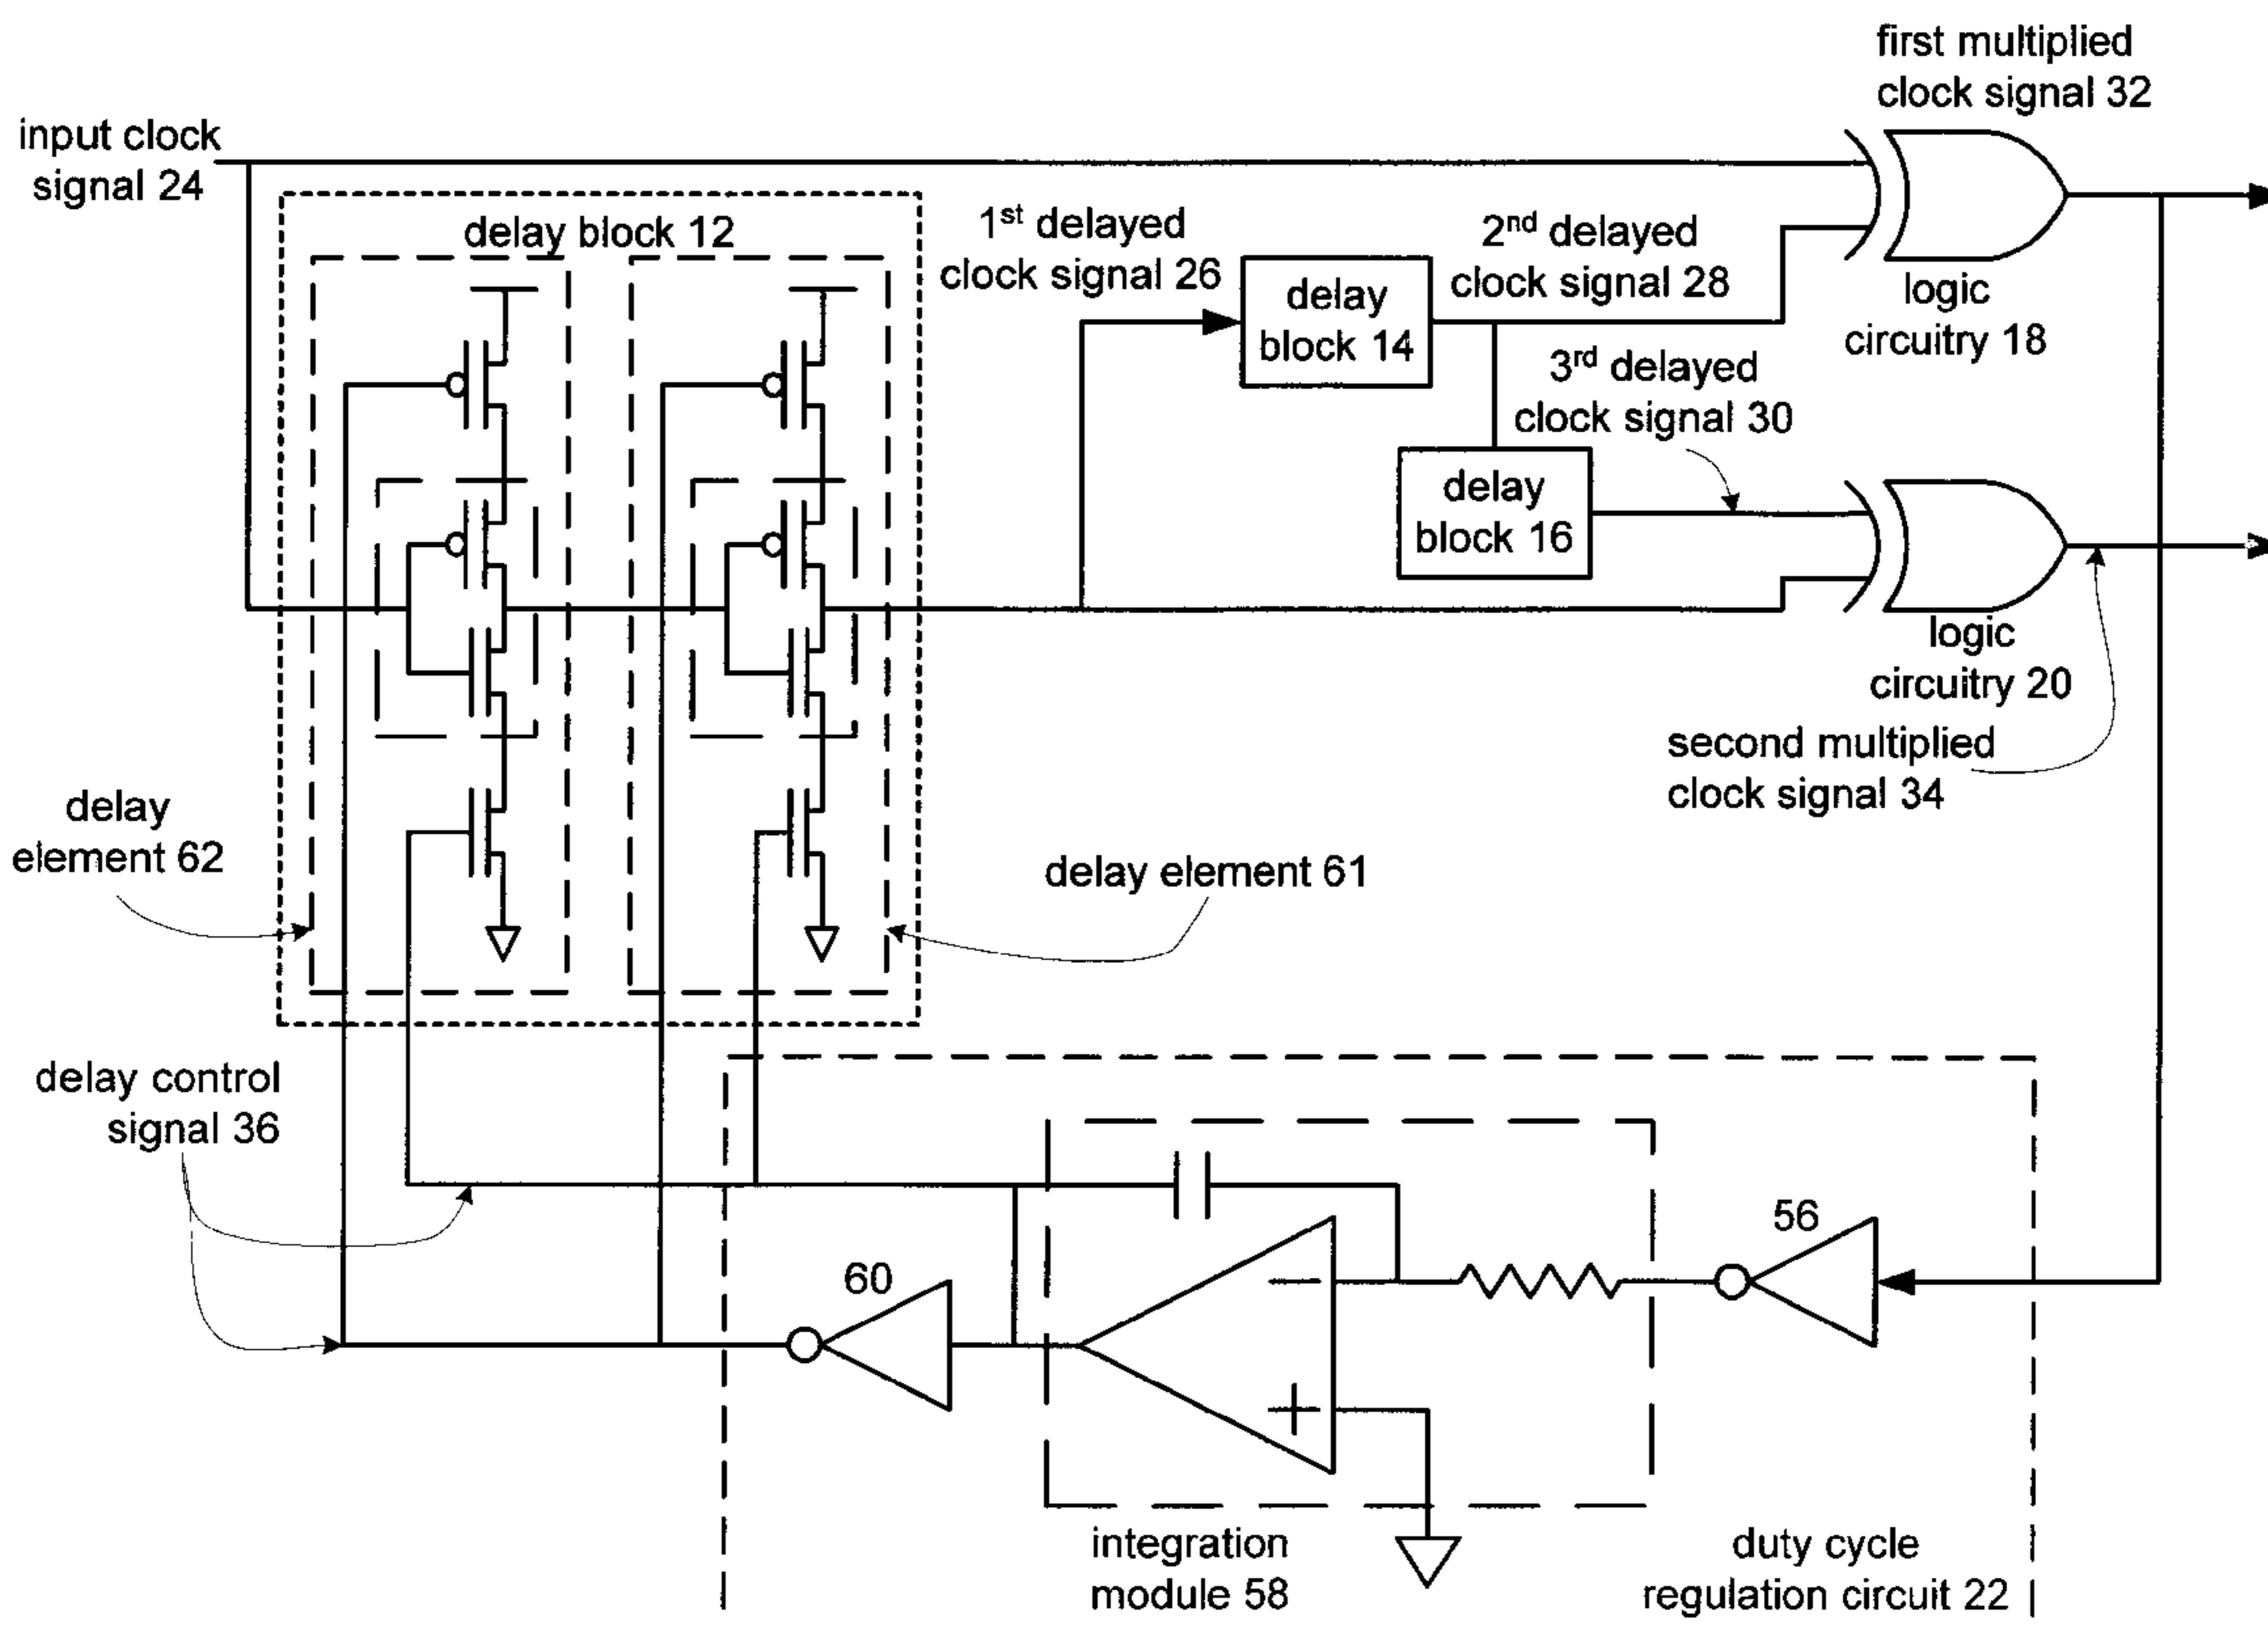 first multiplied
clock signal 32
input clock
signal 24
delay block 12
1st delayed
clock signal 26
2nd delayed
clock signal 28
delay
block 14
logic
circuitry 18
3rd delayed
clock signal 30
delay
block 16
logic
circuitry 20
second multiplied
clock signal 34
delay
element 62
delay element 61
delay control
signal 36
56
60
integration
module 58
duty cycle
regulation circuit 22